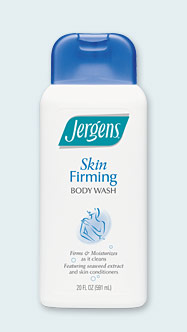 Jergens
Skin
Firming
BODY WASH
Firms & Moisturizes
as it cleans
Featuring seaweed extract
and skin conditioners
20 FL OZ (591 mL)